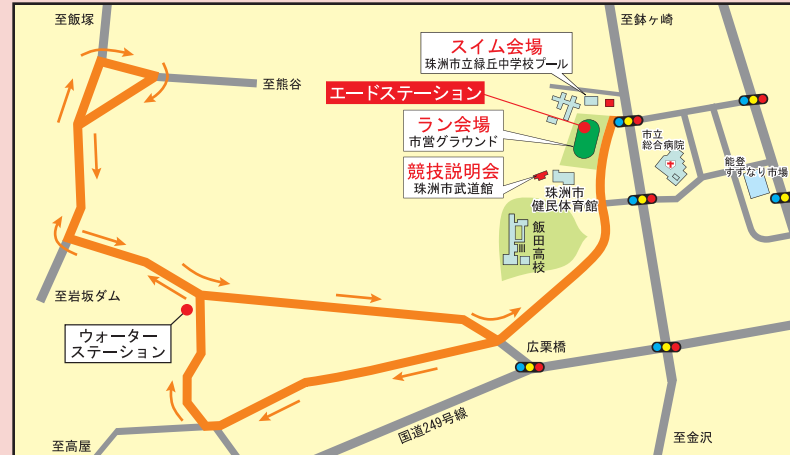 至飯塚
至鉢ヶ崎
スイム会場
珠洲市立緑丘中学校プール
至熊谷
エードステーション
ラン会場
市営グラウンド
市立
総合病院
能登
すずなり市場
競技説明会
珠洲市武道館
珠洲市
健民体育館
飯田高校
至岩坂ダム
ウォーター
ステーション
広栗橋
国道249号線
至高屋
至金沢